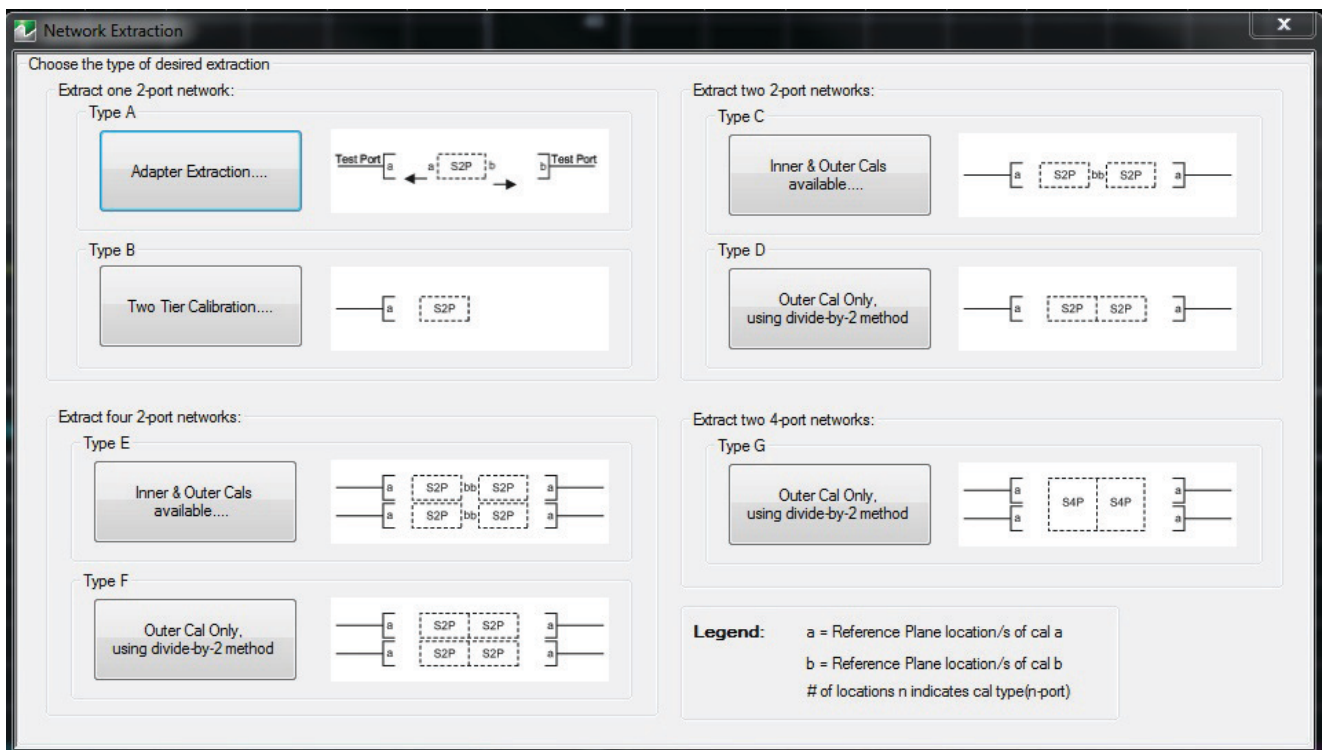 Network Extraction
X
Choose the type of desired extraction
Extract one 2-port network:
Type A
Adapter Extraction....
Test Port a a S2P b b Test Port
Type B
Two Tier Calibration....
a S2P
Extract two 2-port networks:
Type C
Inner & Outer Cals
available....
a S2P bb S2P a
Type D
Outer Cal Only,
using divide-by-2 method
a S2P S2P a
Extract four 2-port networks:
Type E
Inner & Outer Cals
available....
a S2P bb S2P a
a S2P bb S2P a
Type F
Outer Cal Only,
using divide-by-2 method
a S2P S2P a
a S2P S2P a
Extract two 4-port networks:
Type G
Outer Cal Only,
using divide-by-2 method
a S4P S4P a
a a
Legend: a = Reference Plane location/s of cal a
b = Reference Plane location/s of cal b
# of locations n indicates cal type(n-port)